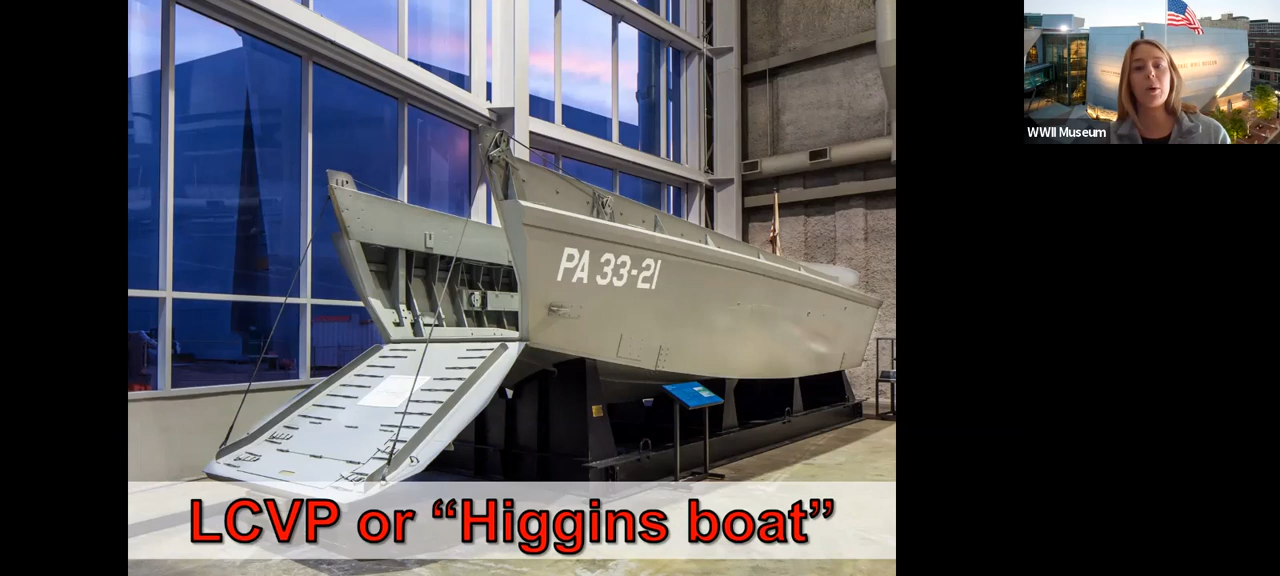 PA 33-21
LCVP or “Higgins boat”
WWII Museum